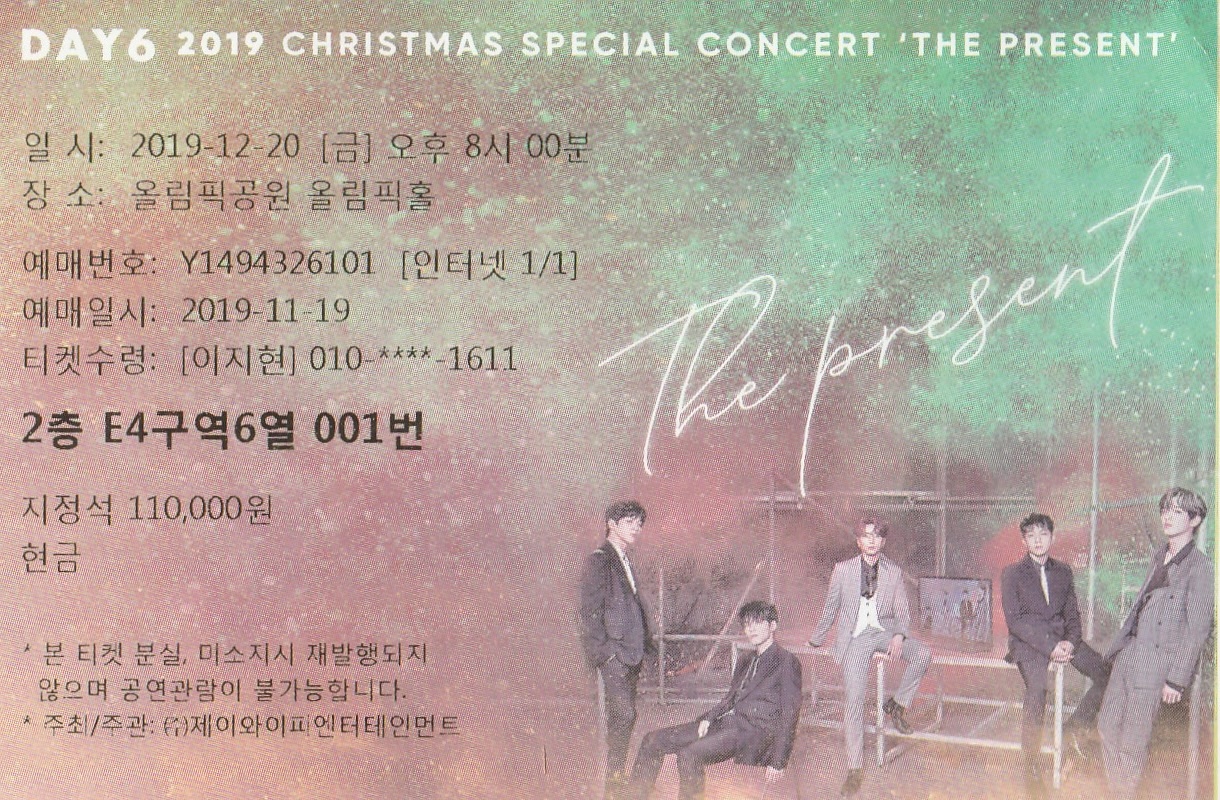 DAY6 2019 CHRISTMAS SPECIAL CONCERT ‘THE PRESENT’
일 시: 2019-12-20 [금] 오후 8시 00분
장 소: 올림픽공원 올림픽홀
예매번호: Y1494326101 [인터넷 1/1]
예매일시: 2019-11-19
티켓수령: [이지현] 010-****-1611
2층 E4구역6열 001번
지정석 110,000원
현금
The present
* 본 티켓 분실, 미소지시 재발행되지
않으며 공연관람이 불가능합니다.
* 주최/주관: ㈜제이와이피엔터테인먼트